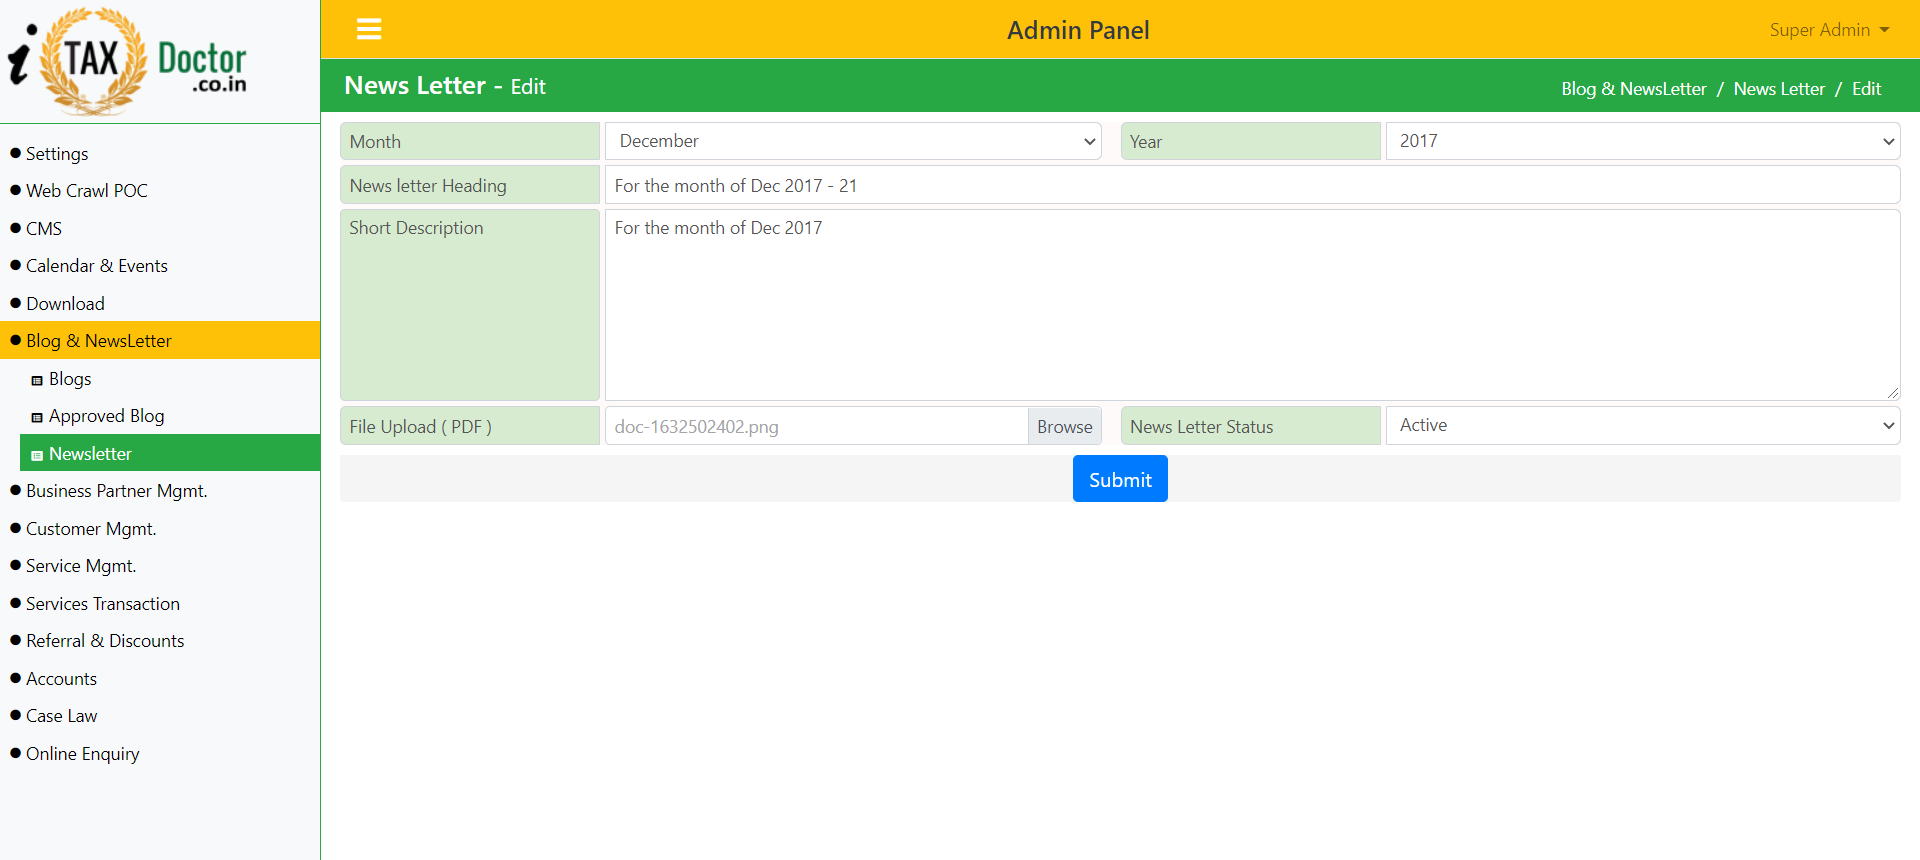 i TAX Doctor
.co.in
Admin Panel
Super Admin
News Letter - Edit
Blog & NewsLetter / News Letter / Edit
Settings
Web Crawl POC
CMS
Calendar & Events
Download
Blog & NewsLetter
Blogs
Approved Blog
Newsletter
Business Partner Mgmt.
Customer Mgmt.
Service Mgmt.
Services Transaction
Referral & Discounts
Accounts
Case Law
Online Enquiry
Month December Year 2017
News letter Heading For the month of Dec 2017 - 21
Short Description For the month of Dec 2017
File Upload ( PDF ) doc-1632502402.png Browse News Letter Status Active
Submit